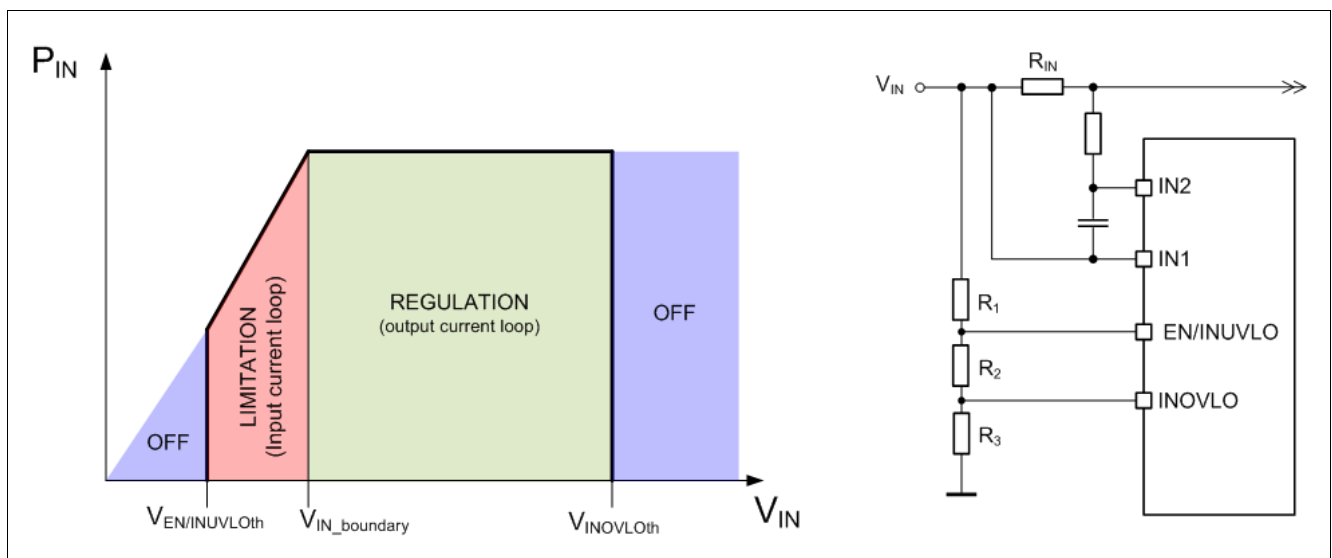 P_IN
OFF
LIMITATION
(Input current loop)
REGULATION
(output current loop)
OFF
V_EN/INUVLOth
V_IN_boundary
V_INOVLOth
V_IN
V_IN
R_IN
IN2
IN1
R_1
EN/INUVLO
R_2
INOVLO
R_3